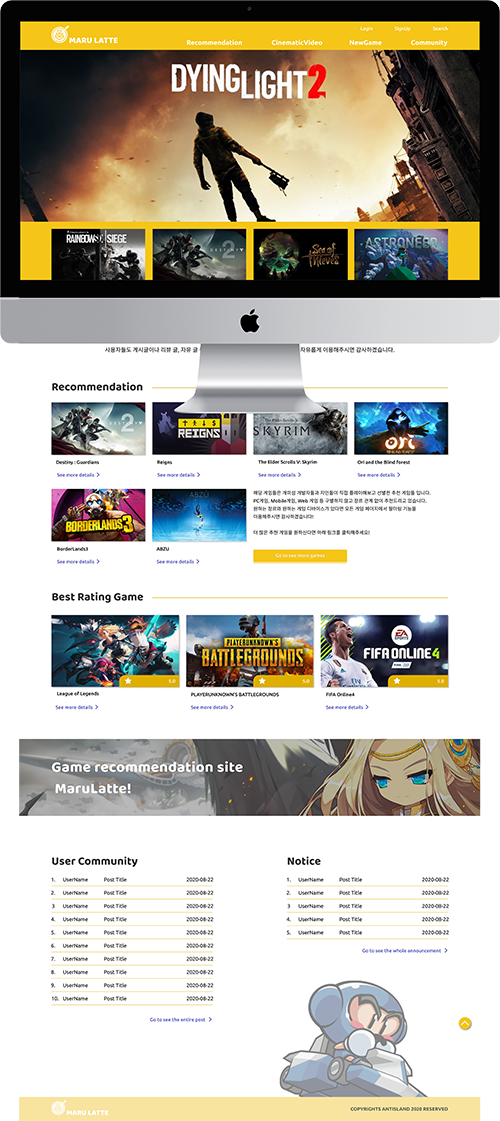 Login SignUp Search
MARU LATTE
Recommendation CinematicVideo NewGame Community
DYING LIGHT 2
RAINBOW SIX SIEGE
DESTINY 2
Sea of Thieves
ASTRONEER
사용자들도 게시글이나 리뷰 글, 자유 글
자유롭게 이용해주시면 감사하겠습니다.
Recommendation
DESTINY 2
REIGNS
SKYRIM
ori
Destiny : Guardians
Reigns
The Elder Scrolls V: Skyrim
Ori and the Blind forest
See more details >
See more details >
See more details >
See more details >
BORDERLANDS 3
ABZÛ
해당 게임들은 게이섬 개발자들과 지인들이 직접 플레이해보고 선별한 추천 게임들 입니다.
PC게임, Mobile게임, Web 게임 등 구별하지 않고 장르 관계 없이 추천드리고 있습니다.
원하는 장르와 원하는 게임 디바이스가 있다면 모든 게임 페이지에서 필터링 기능을
이용해주시면 감사하겠습니다!
더 많은 추천 게임을 원하신다면 아래 링크를 클릭해주세요!
Go to see more games
BorderLands3
ABZU
See more details >
See more details >
Best Rating Game
PLAYERUNKNOWN'S
BATTLEGROUNDS
EA SPORTS
FIFA ONLINE 4
5.0
5.0
5.0
League of Legends
PLAYERUNKNOWN'S BATTLEGROUNDS
FIFA Online4
See more details >
See more details >
See more details >
Game recommendation site
MaruLatte!
User Community
1. UserName Post Title 2020-08-22
2. UserName Post Title 2020-08-22
3 UserName Post Title 2020-08-22
4. UserName Post Title 2020-08-22
5. UserName Post Title 2020-08-22
6. UserName Post Title 2020-08-22
7. UserName Post Title 2020-08-22
8. UserName Post Title 2020-08-22
9. UserName Post Title 2020-08-22
10. UserName Post Title 2020-08-22
Go to see the entire post >
Notice
1. UserName Post Title 2020-08-22
2. UserName Post Title 2020-08-22
3 UserName Post Title 2020-08-22
4. UserName Post Title 2020-08-22
5. UserName Post Title 2020-08-22
Go to see the whole announcement >
MARU LATTE
COPYRIGHTS ANTISLAND 2020 RESERVED